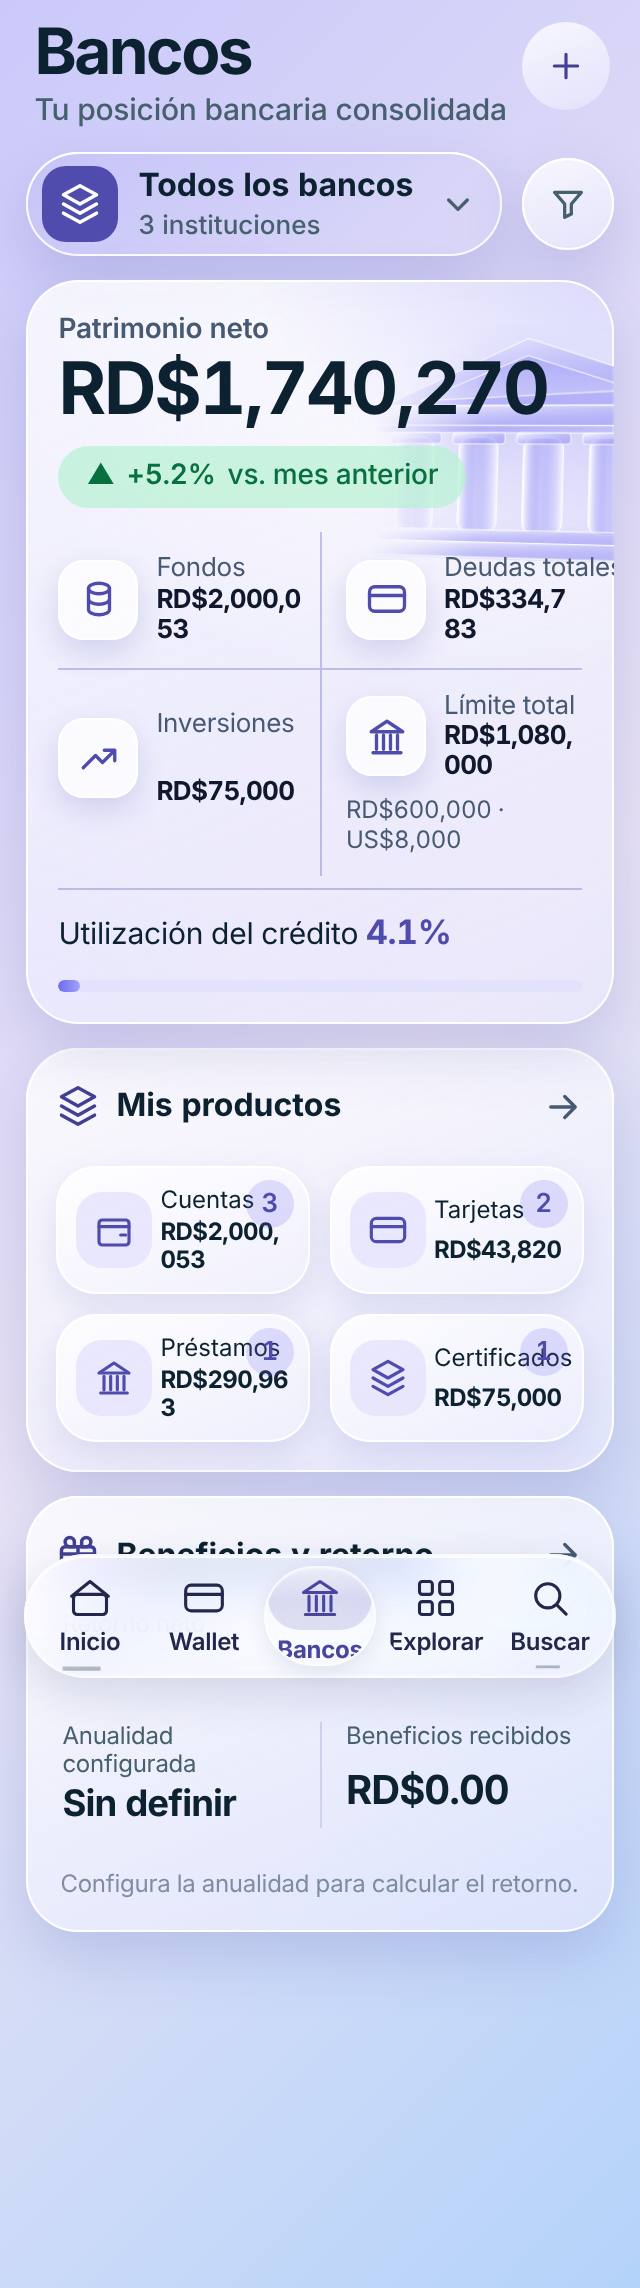 Bancos
Tu posición bancaria consolidada
Todos los bancos
3 instituciones
Patrimonio neto
RD$1,740,270
▲ +5.2% vs. mes anterior
Fondos
RD$2,000,0
53
Deudas totales
RD$334,7
83
Inversiones
RD$75,000
Límite total
RD$1,080,
000
RD$600,000 ·
US$8,000
Utilización del crédito 4.1%
Mis productos
Cuentas 3
RD$2,000,
053
Tarjetas 2
RD$43,820
Préstamos 1
RD$290,96
3
Certificados 1
RD$75,000
Beneficios y retorno
Retorno neto
Inicio
Wallet
Bancos
Explorar
Buscar
Anualidad
configurada
Sin definir
Beneficios recibidos
RD$0.00
Configura la anualidad para calcular el retorno.